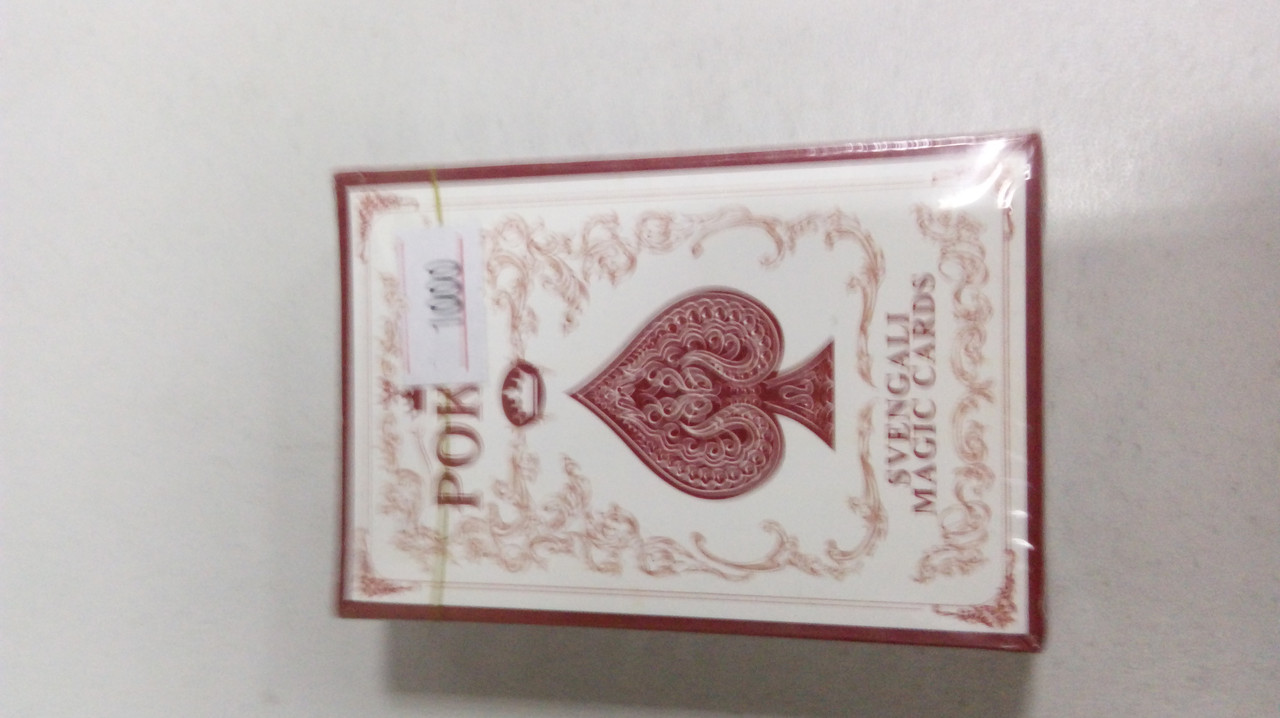 1000
POK
SVENGALI
MAGIC CARDS